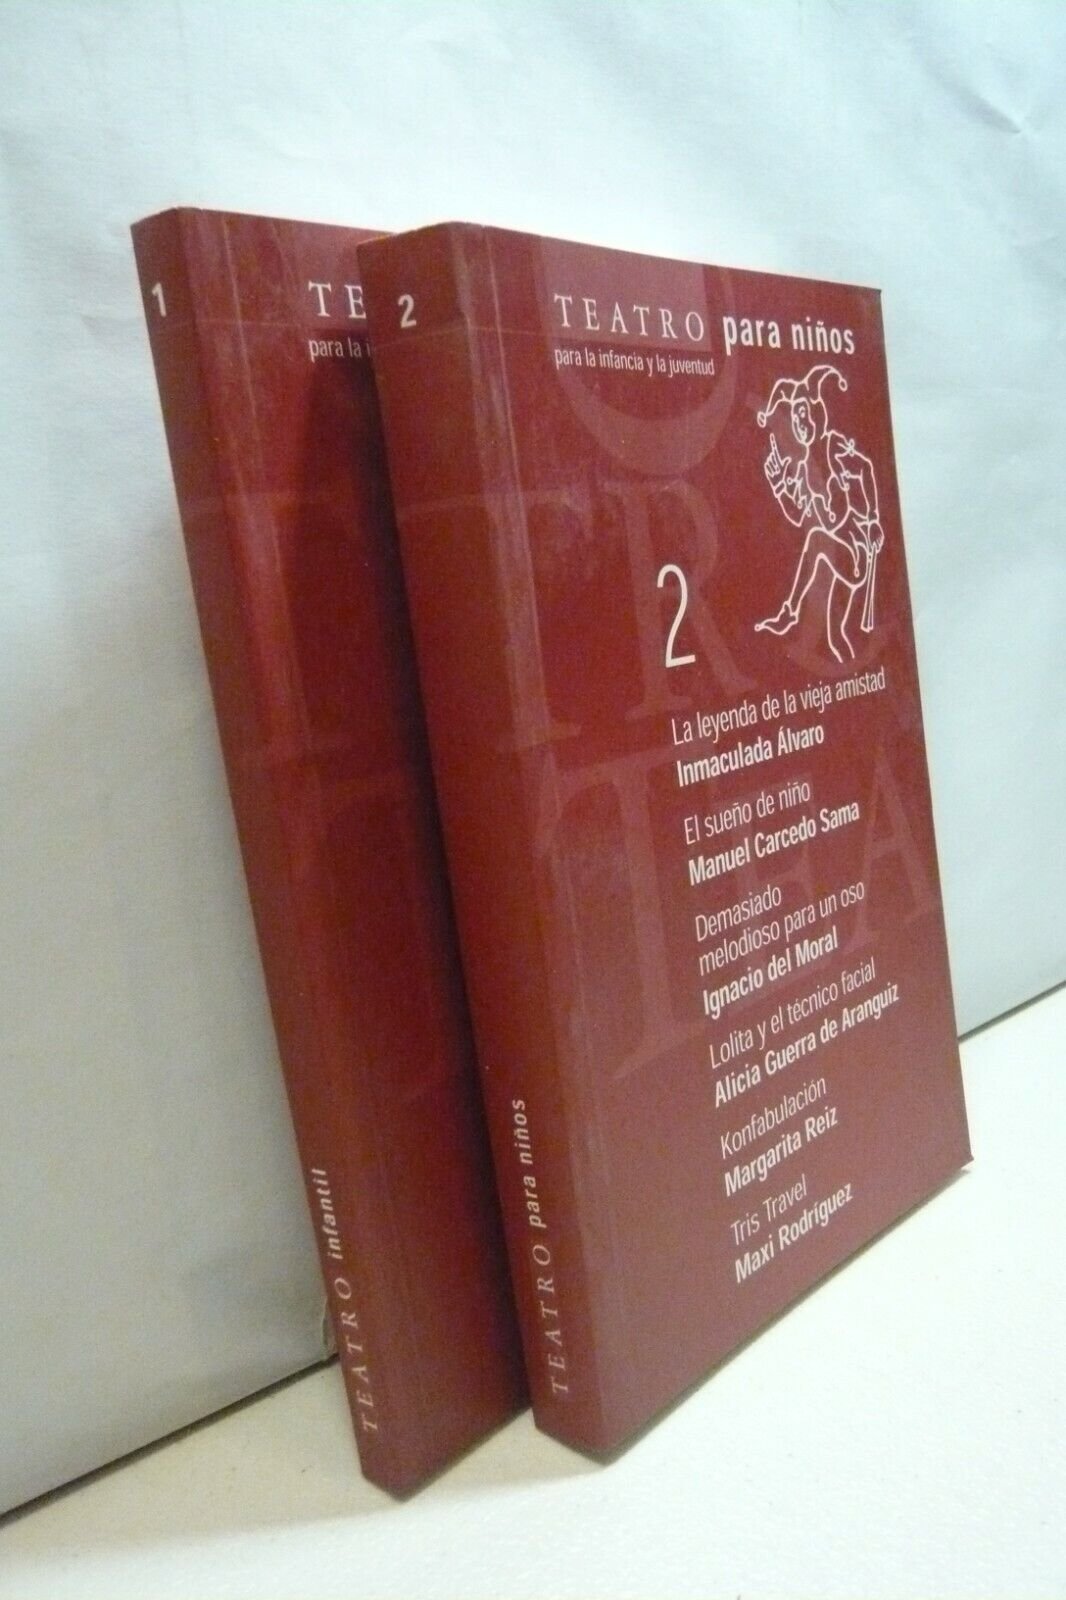 1
TE
para la i
TEATRO infantil
2
TEATRO para niños
para la infancia y la juventud
2
La leyenda de la vieja amistad
Inmaculada Álvaro
El sueño de niño
Manuel Carcedo Sama
Demasiado
melodioso para un oso
Ignacio del Moral
Lolita y el técnico facial
Alicia Guerra de Aranguiz
Konfabulación
Margarita Reiz
Tris Travel
Maxi Rodríguez
TEATRO para niños